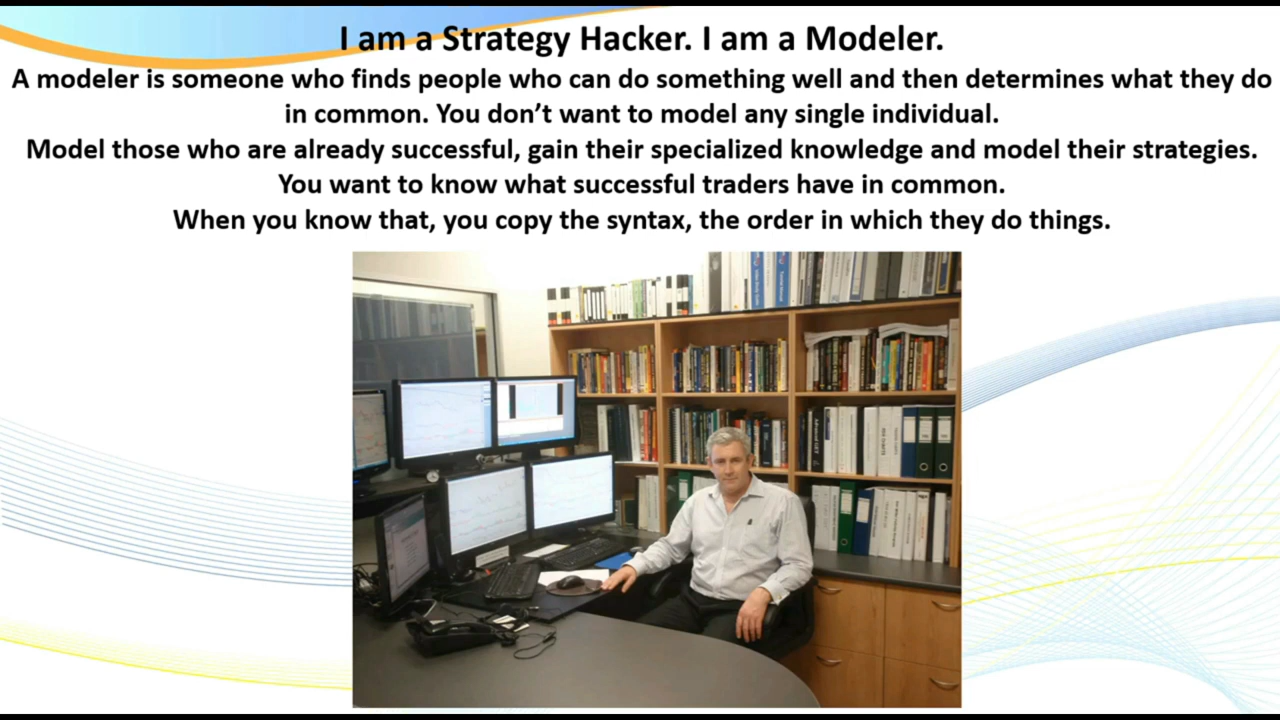 I am a Strategy Hacker. I am a Modeler.
A modeler is someone who finds people who can do something well and then determines what they do
in common. You don’t want to model any single individual.
Model those who are already successful, gain their specialized knowledge and model their strategies.
You want to know what successful traders have in common.
When you know that, you copy the syntax, the order in which they do things.